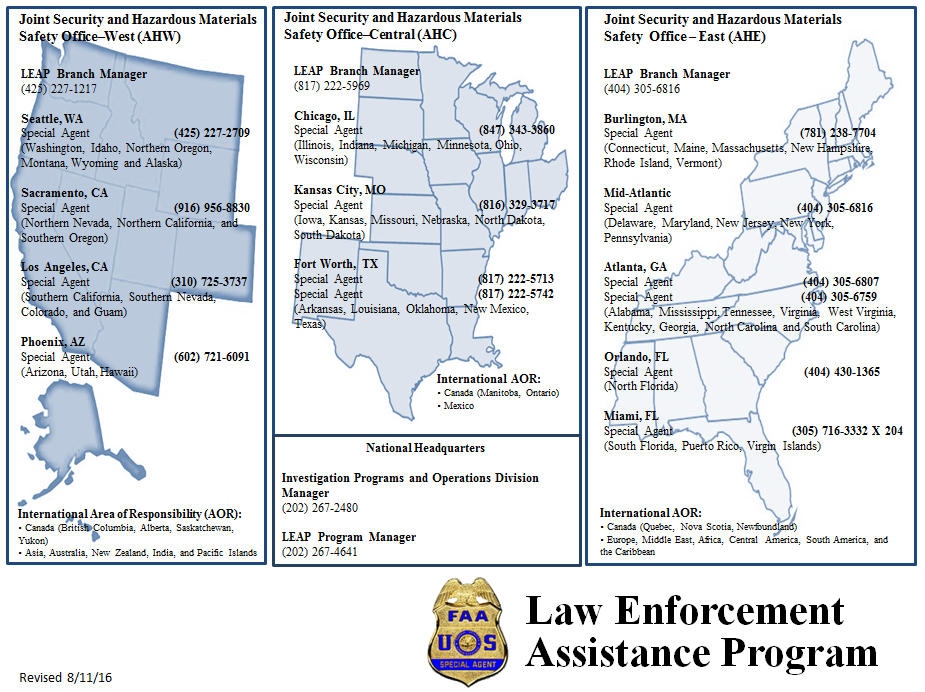 Joint Security and Hazardous Materials
Safety Office–West (AHW)
LEAP Branch Manager
(425) 227-1217
Seattle, WA
Special Agent (425) 227-2709
(Washington, Idaho, Northern Oregon,
Montana, Wyoming and Alaska)
Sacramento, CA
Special Agent (916) 956-8830
(Northern Nevada, Northern California, and
Southern Oregon)
Los Angeles, CA
Special Agent (310) 725-3737
(Southern California, Southern Nevada,
Colorado, and Guam)
Phoenix, AZ
Special Agent (602) 721-6091
(Arizona, Utah, Hawaii)
International Area of Responsibility (AOR):
• Canada (British Columbia, Alberta, Saskatchewan,
Yukon)
• Asia, Australia, New Zealand, India, and Pacific Islands
Joint Security and Hazardous Materials
Safety Office–Central (AHC)
LEAP Branch Manager
(817) 222-5969
Chicago, IL
Special Agent (847) 343-3860
(Illinois, Indiana, Michigan, Minnesota, Ohio,
Wisconsin)
Kansas City, MO
Special Agent (816) 329-3717
(Iowa, Kansas, Missouri, Nebraska, North Dakota,
South Dakota)
Fort Worth, TX
Special Agent (817) 222-5713
Special Agent (817) 222-5742
(Arkansas, Louisiana, Oklahoma, New Mexico,
Texas)
International AOR:
• Canada (Manitoba, Ontario)
• Mexico
National Headquarters
Investigation Programs and Operations Division
Manager
(202) 267-2480
LEAP Program Manager
(202) 267-4641
Joint Security and Hazardous Materials
Safety Office – East (AHE)
LEAP Branch Manager
(404) 305-6816
Burlington, MA
Special Agent (781) 238-7704
(Connecticut, Maine, Massachusetts, New Hampshire,
Rhode Island, Vermont)
Mid-Atlantic
Special Agent (404) 305-6816
(Delaware, Maryland, New Jersey, New York,
Pennsylvania)
Atlanta, GA
Special Agent (404) 305-6807
Special Agent (404) 305-6759
(Alabama, Mississippi, Tennessee, Virginia, West Virginia,
Kentucky, Georgia, North Carolina and South Carolina)
Orlando, FL
Special Agent (404) 430-1365
(North Florida)
Miami, FL
Special Agent (305) 716-3332 X 204
(South Florida, Puerto Rico, Virgin Islands)
International AOR:
• Canada (Quebec, Nova Scotia, Newfoundland)
• Europe, Middle East, Africa, Central America, South America, and
the Caribbean
FAA
U S
SPECIAL AGENT
Law Enforcement
Assistance Program
Revised 8/11/16